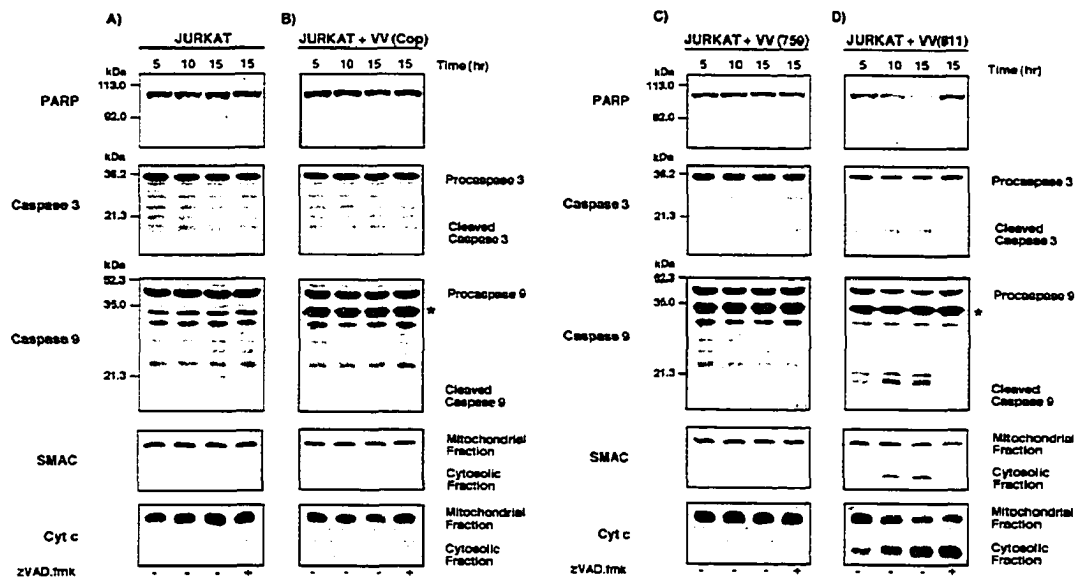 A)
JURKAT
5 10 15 15
kDa
113.0
92.0
PARP
kDa
36.2
21.3
Caspase 3
kDa
52.3
35.0
21.3
Caspase 9
SMAC
Cyt c
zVAD.fmk
- - - +
B)
JURKAT + VV (Cop)
5 10 15 15
Time (hr)
Procaspase 3
Cleaved
Caspase 3
Procaspase 9
*
Cleaved
Caspase 9
Mitochondrial
Fraction
Cytosolic
Fraction
Mitochondrial
Fraction
Cytosolic
Fraction
- - - +
C)
JURKAT + VV (759)
5 10 15 15
kDa
113.0
PARP
kDa
36.2
21.3
Caspase 3
kDa
36.0
21.3
Caspase 9
SMAC
Cyt c
zVAD.fmk
- - - +
D)
JURKAT + VV(811)
5 10 15 15
Time (hr)
Procaspase 3
Cleaved
Caspase 3
Procaspase 9
*
Cleaved
Caspase 9
Mitochondrial
Fraction
Cytosolic
Fraction
Mitochondrial
Fraction
Cytosolic
Fraction
- - - +